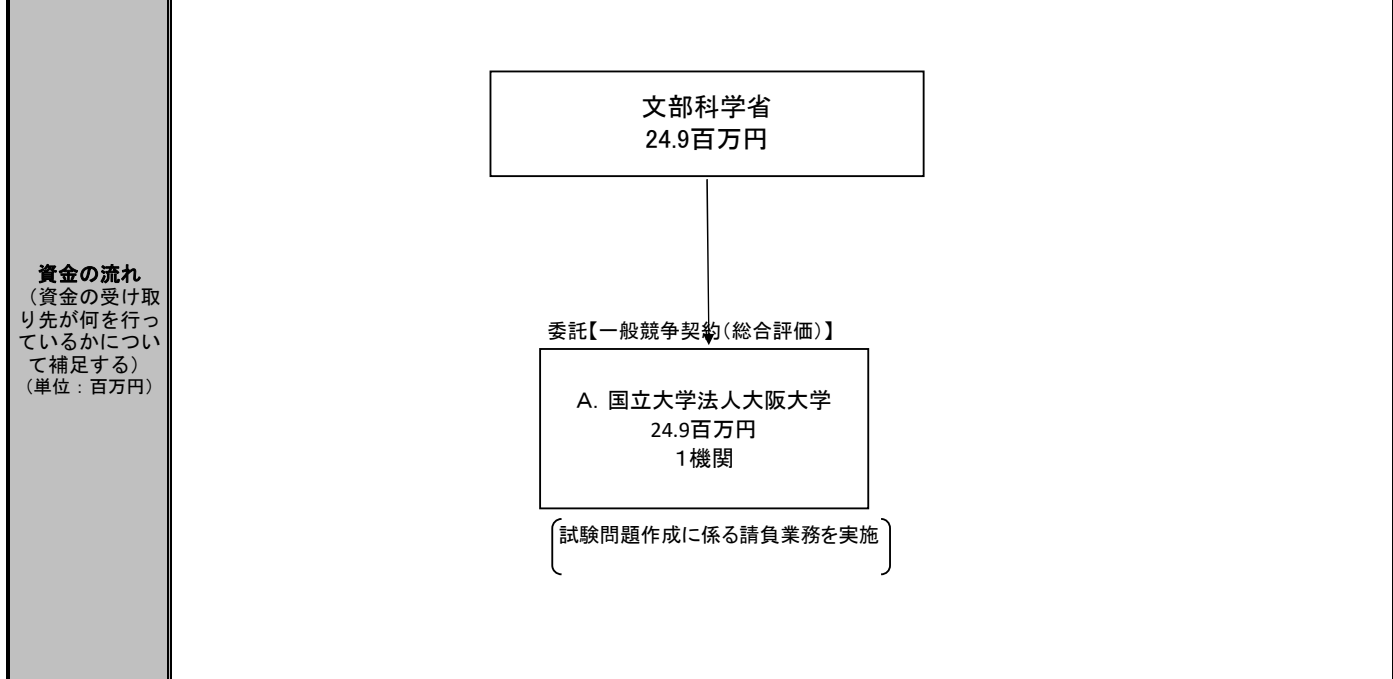 資金の流れ
（資金の受け取
り先が何を行っ
ているかについ
て補足する）
（単位：百万円）
文部科学省
24.9百万円
委託【一般競争契約（総合評価）】
A．国立大学法人大阪大学
24.9百万円
１機関
試験問題作成に係る請負業務を実施